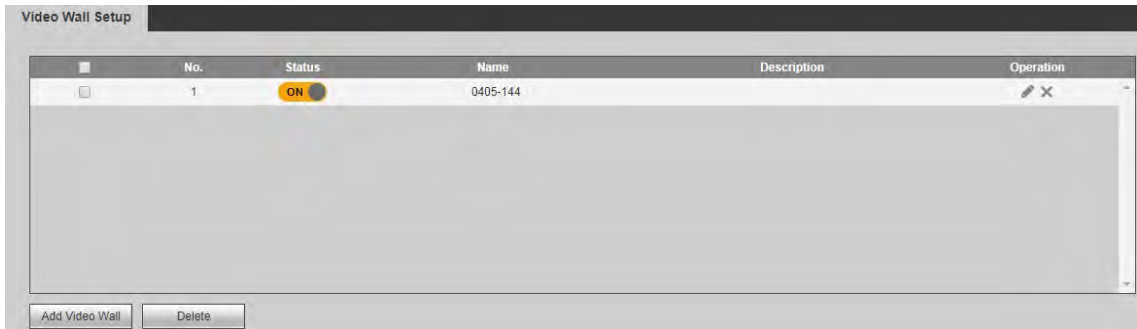 Video Wall Setup
No. Status Name Description Operation
1 ON 0405-144
Add Video Wall Delete